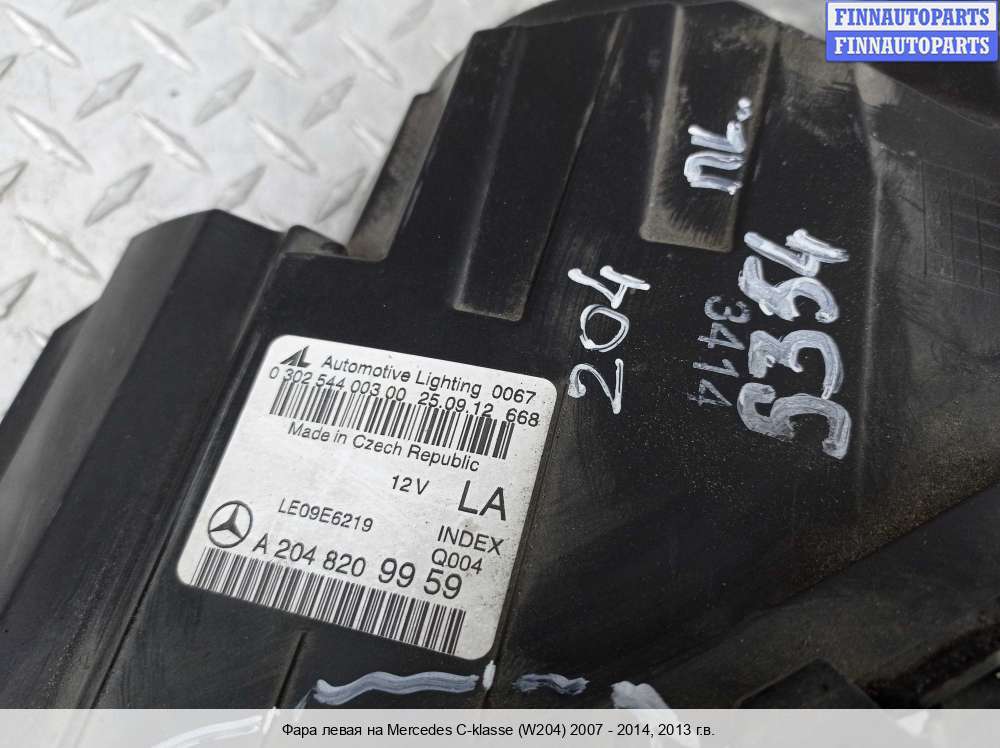 FINNAUTOPARTS
FINNAUTOPARTS
204
3414
AL Automotive Lighting 0067
0 302 544 003 00 25.09.12 668
Made in Czech Republic
12V LA
LE09E6219
INDEX
Q004
A 204 820 99 59
Фара левая на Mercedes C-klasse (W204) 2007 - 2014, 2013 г.в.